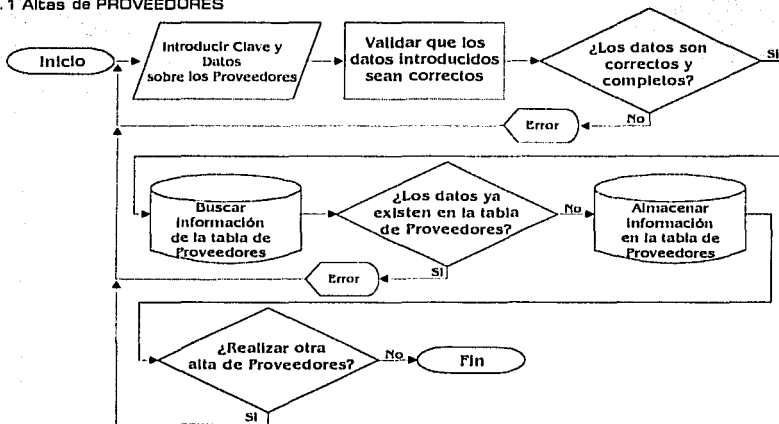 .1 Altas de PROVEEDORES
Inicio
Introducir Clave y
Datos
sobre los Proveedores
Validar que los
datos introducidos
sean correctos
¿Los datos son
correctos y
completos?
Si
No
Error
Buscar
Información
de la tabla de
Proveedores
¿Los datos ya
existen en la tabla
de Proveedores?
No
Almacenar
Información
en la tabla de
Proveedores
Si
Error
¿Realizar otra
alta de Proveedores?
No
Fin
Si